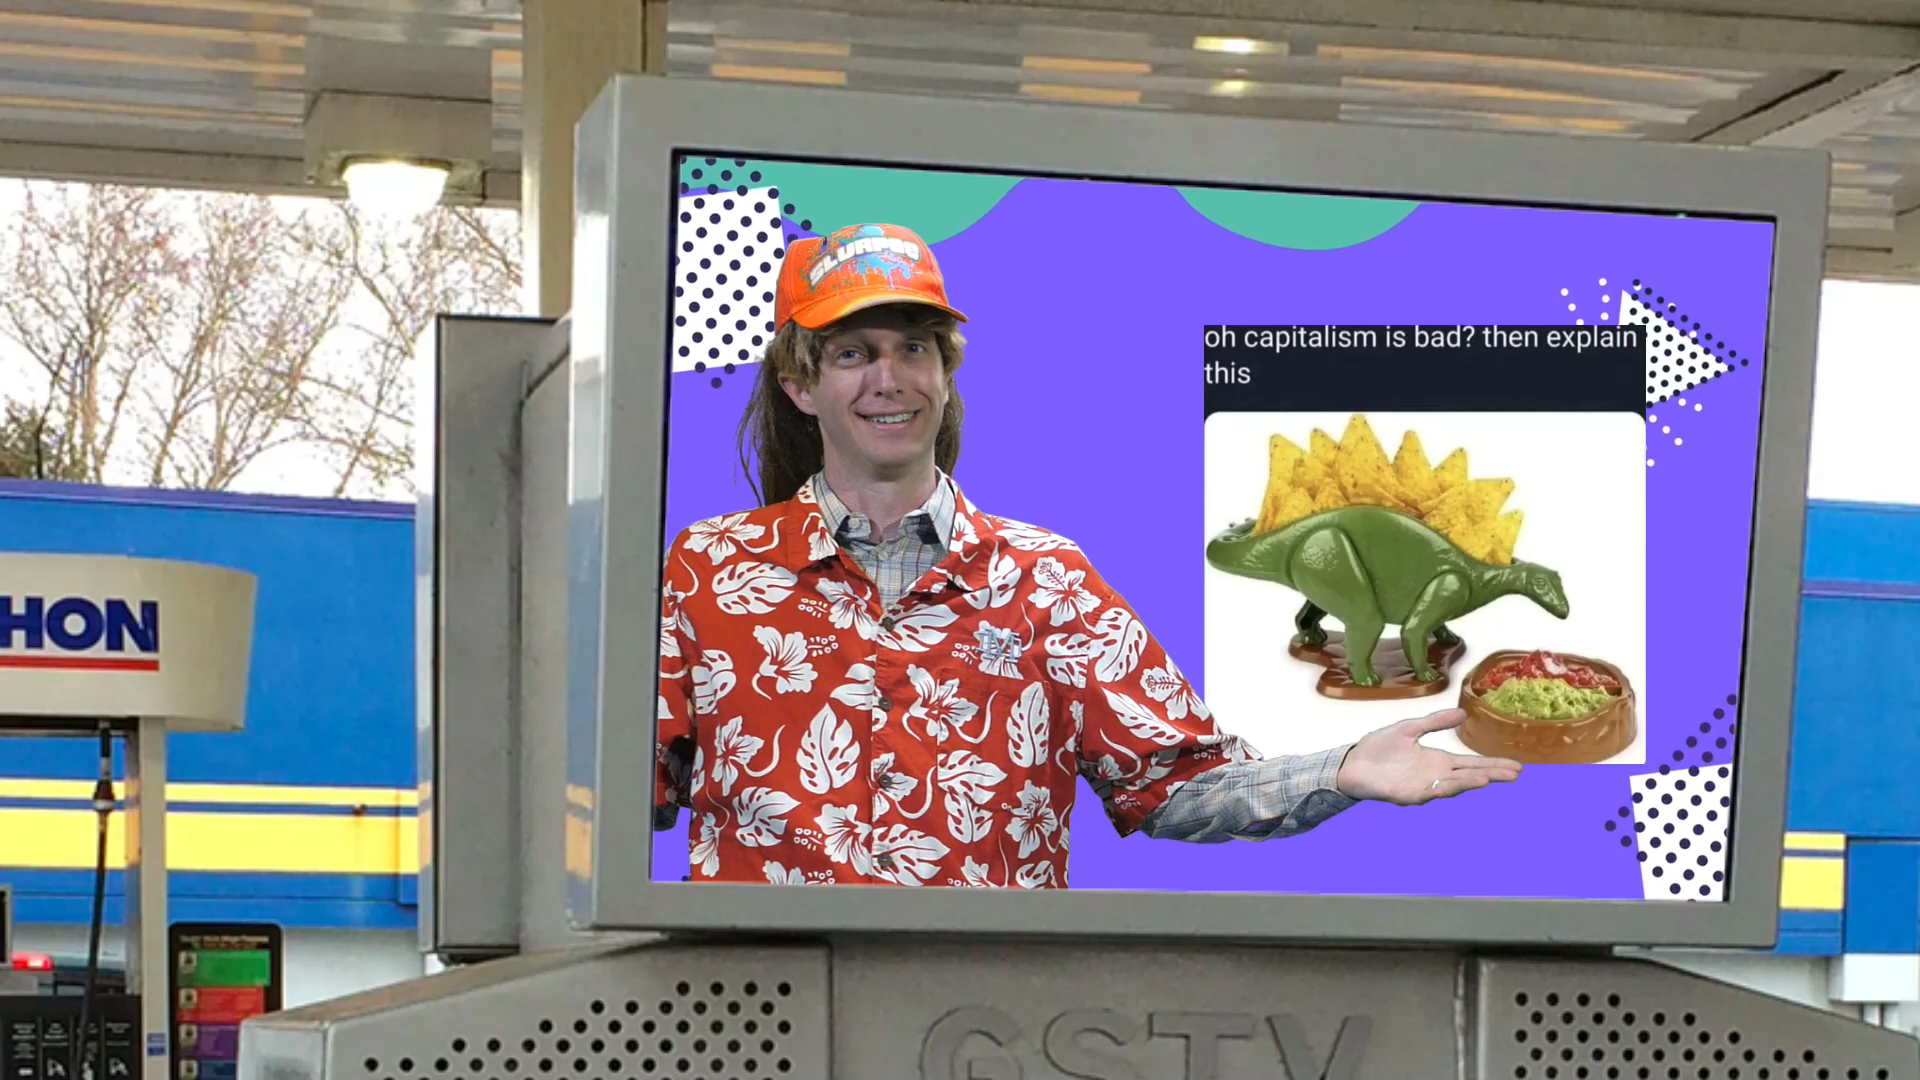 SLURPEE
oh capitalism is bad? then explain
this
M
HON
GSTV